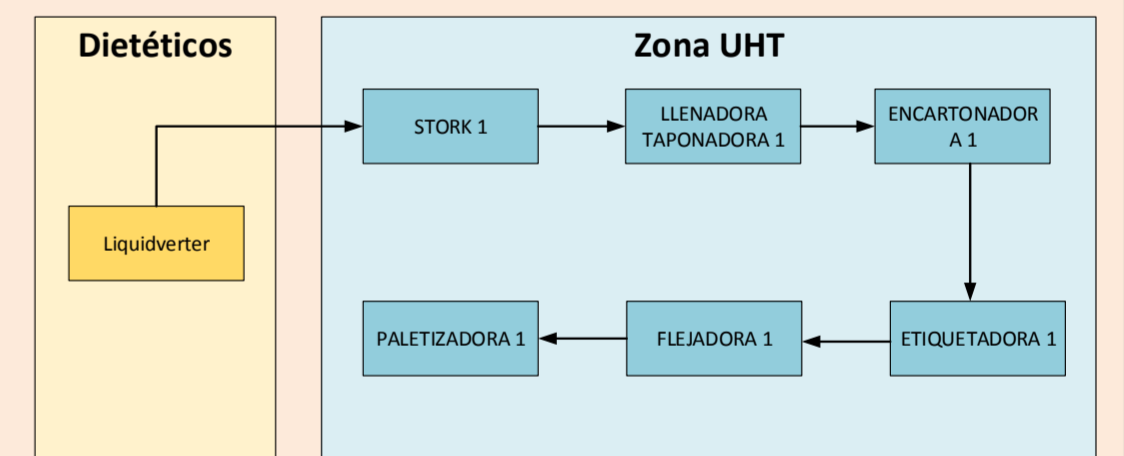 Dietéticos
Zona UHT
STORK 1
LLENADORA
TAPONADORA 1
ENCARTONADOR
A 1
Liquidverter
PALETIZADORA 1
FLEJADORA 1
ETIQUETADORA 1